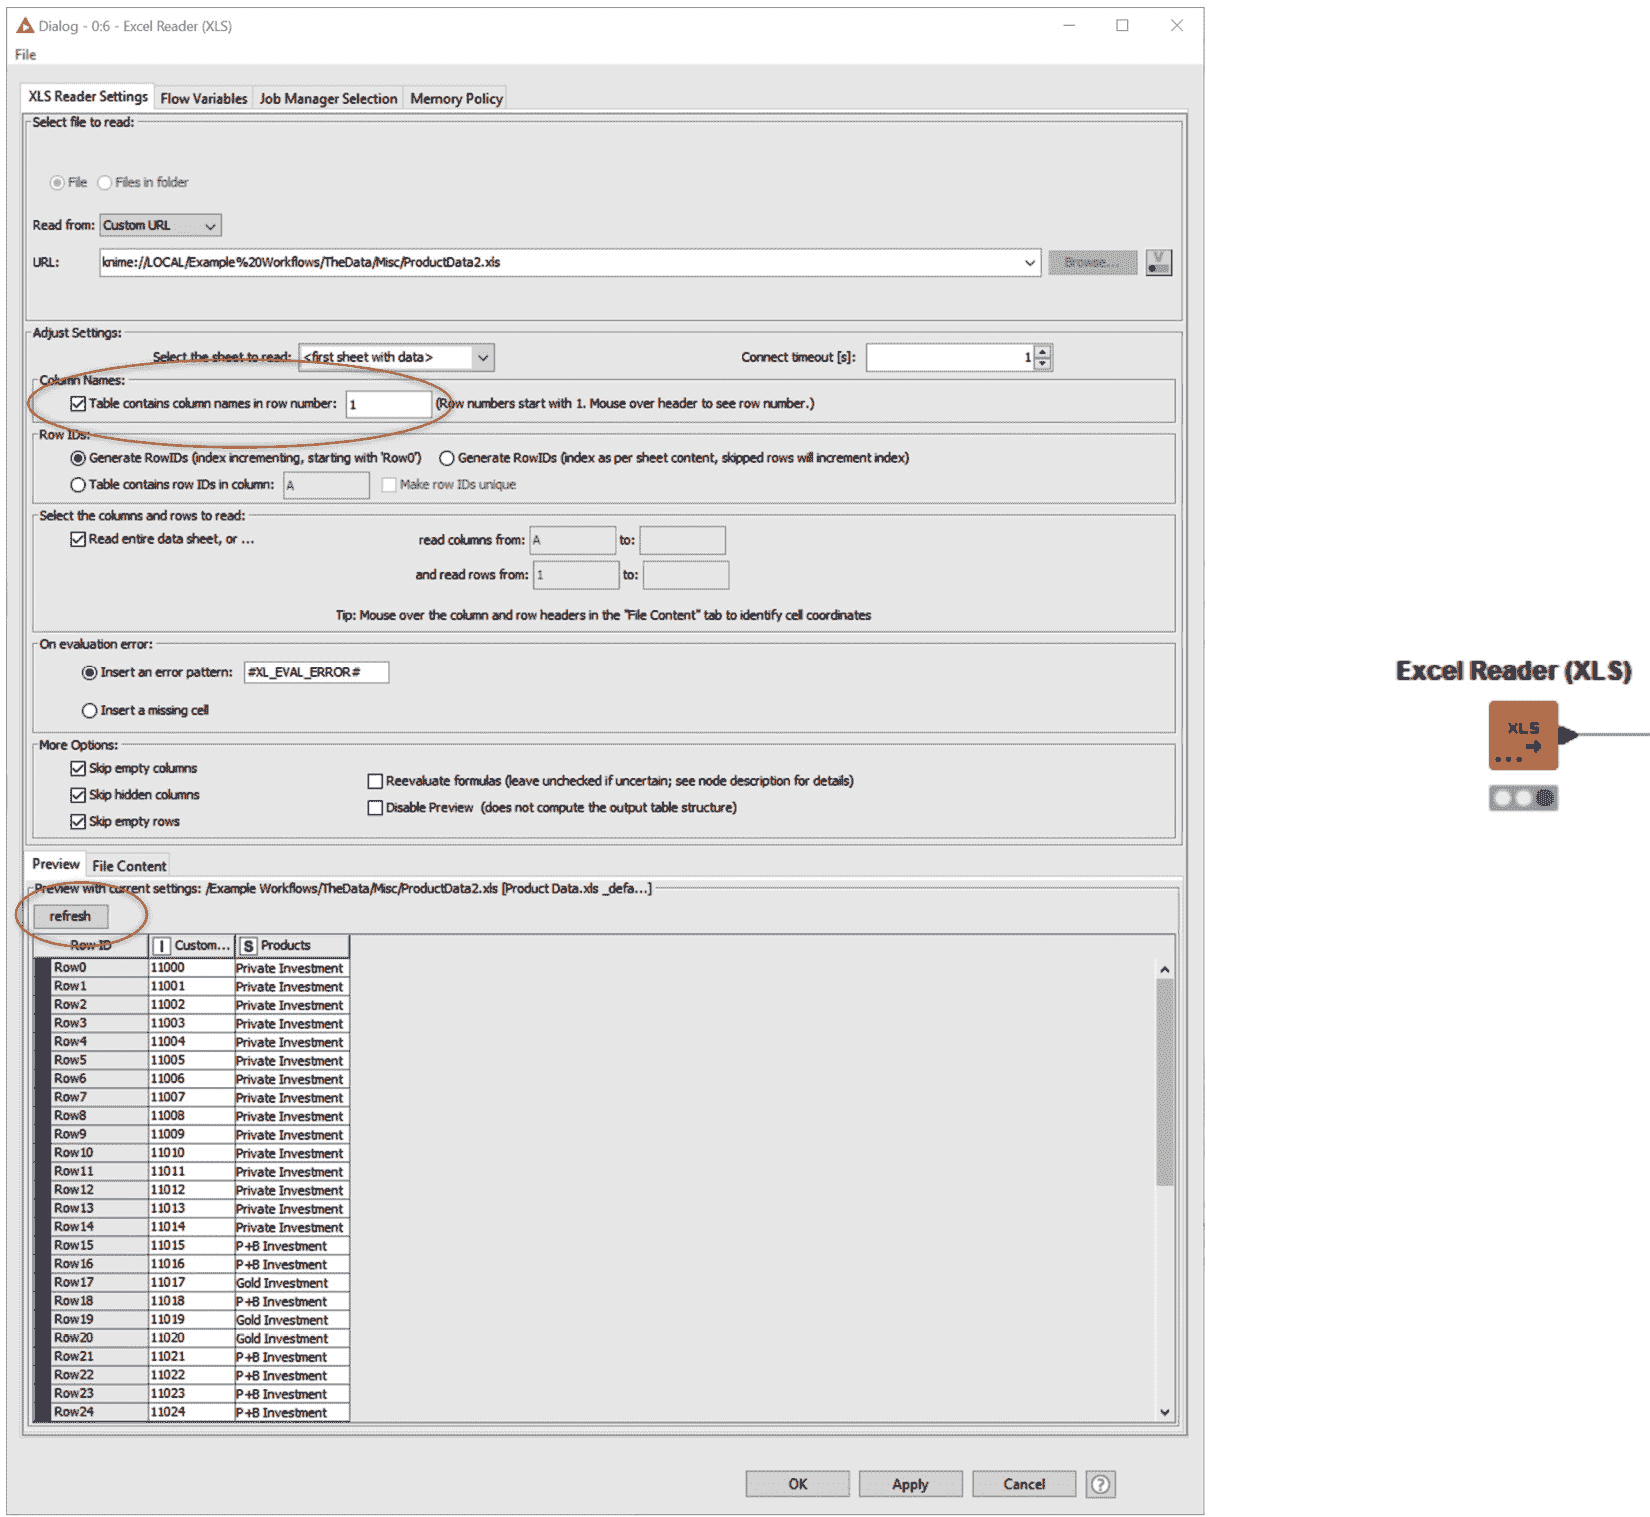 Dialog - 0:6 - Excel Reader (XLS)
File
XLS Reader Settings Flow Variables Job Manager Selection Memory Policy
Select file to read:
File Files in folder
Read from: Custom URL
URL: knime://LOCAL/Example%20Workflows/TheData/Misc/ProductData2.xls Browse... V
Adjust Settings:
Select the sheet to read: <first sheet with data> Connect timeout [s]: 1
Column Names:
Table contains column names in row number: 1 (Row numbers start with 1. Mouse over header to see row number.)
Row IDs:
Generate RowIDs (index incrementing, starting with 'Row0') Generate RowIDs (index as per sheet content, skipped rows will increment index)
Table contains row IDs in column: A Make row IDs unique
Select the columns and rows to read:
Read entire data sheet, or ... read columns from: A to:
and read rows from: 1 to:
Tip: Mouse over the column and row headers in the "File Content" tab to identify cell coordinates
On evaluation error:
Insert an error pattern: #XL_EVAL_ERROR#
Insert a missing cell
More Options:
Skip empty columns
Reevaluate formulas (leave unchecked if uncertain; see node description for details)
Skip hidden columns
Disable Preview (does not compute the output table structure)
Skip empty rows
Preview File Content
Preview with current settings: /Example Workflows/TheData/Misc/ProductData2.xls [Product Data.xls _defa...]
refresh
Row ID I Custom... S Products
Row0 11000 Private Investment
Row1 11001 Private Investment
Row2 11002 Private Investment
Row3 11003 Private Investment
Row4 11004 Private Investment
Row5 11005 Private Investment
Row6 11006 Private Investment
Row7 11007 Private Investment
Row8 11008 Private Investment
Row9 11009 Private Investment
Row10 11010 Private Investment
Row11 11011 Private Investment
Row12 11012 Private Investment
Row13 11013 Private Investment
Row14 11014 Private Investment
Row15 11015 P+B Investment
Row16 11016 P+B Investment
Row17 11017 Gold Investment
Row18 11018 P+B Investment
Row19 11019 Gold Investment
Row20 11020 Gold Investment
Row21 11021 P+B Investment
Row22 11022 P+B Investment
Row23 11023 P+B Investment
Row24 11024 P+B Investment
OK Apply Cancel ?
Excel Reader (XLS)
XLS